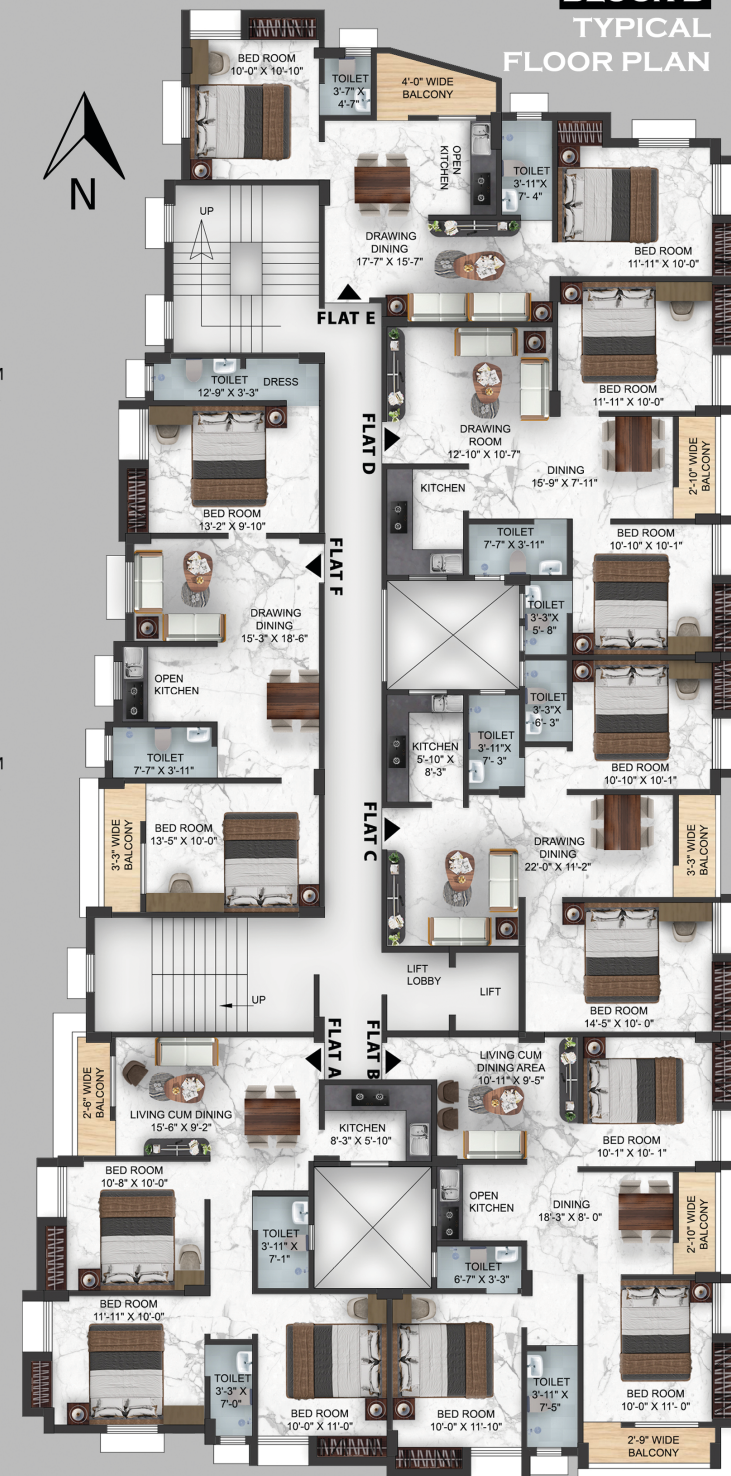 TYPICAL
FLOOR PLAN
N
BED ROOM
10'-0" X 10'-10"
TOILET
3'-7" X
4'-7"
4'-0" WIDE
BALCONY
OPEN
KITCHEN
TOILET
3'-11"X
7'- 4"
UP
DRAWING
DINING
17'-7" X 15'-7"
BED ROOM
11'-11" X 10'-0"
FLAT E
TOILET
12'-9" X 3'-3"
DRESS
BED ROOM
11'-11" X 10'-0"
FLAT D
DRAWING
ROOM
12'-10" X 10'-7"
DINING
15'-9" X 7'-11"
2'-10" WIDE
BALCONY
KITCHEN
BED ROOM
13'-2" X 9'-10"
TOILET
7'-7" X 3'-11"
BED ROOM
10'-10" X 10'-1"
FLAT F
DRAWING
DINING
15'-3" X 18'-6"
TOILET
3'-3"X
5'- 8"
OPEN
KITCHEN
TOILET
3'-3"X
6'- 3"
TOILET
7'-7" X 3'-11"
KITCHEN
5'-10" X
8'-3"
TOILET
3'-11"X
7'- 3"
BED ROOM
10'-10" X 10'-1"
3'-3" WIDE
BALCONY
BED ROOM
13'-5" X 10'-0"
FLAT C
DRAWING
DINING
22'-0" X 11'-2"
3'-3" WIDE
BALCONY
UP
LIFT
LOBBY
LIFT
BED ROOM
14'-5" X 10'- 0"
FLAT A
FLAT B
2'-6" WIDE
BALCONY
LIVING CUM DINING
15'-6" X 9'-2"
KITCHEN
8'-3" X 5'-10"
LIVING CUM
DINING AREA
10'-11" X 9'-5"
BED ROOM
10'-1" X 10'- 1"
BED ROOM
10'-8" X 10'-0"
OPEN
KITCHEN
DINING
18'-3" X 8'- 0"
2'-10" WIDE
BALCONY
TOILET
3'-11" X
7'-1"
TOILET
6'-7" X 3'-3"
BED ROOM
11'-11" X 10'-0"
TOILET
3'-3" X
7'-0"
BED ROOM
10'-0" X 11'-0"
BED ROOM
10'-0" X 11'-10"
TOILET
3'-11" X
7'-5"
BED ROOM
10'-0" X 11'- 0"
2'-9" WIDE
BALCONY